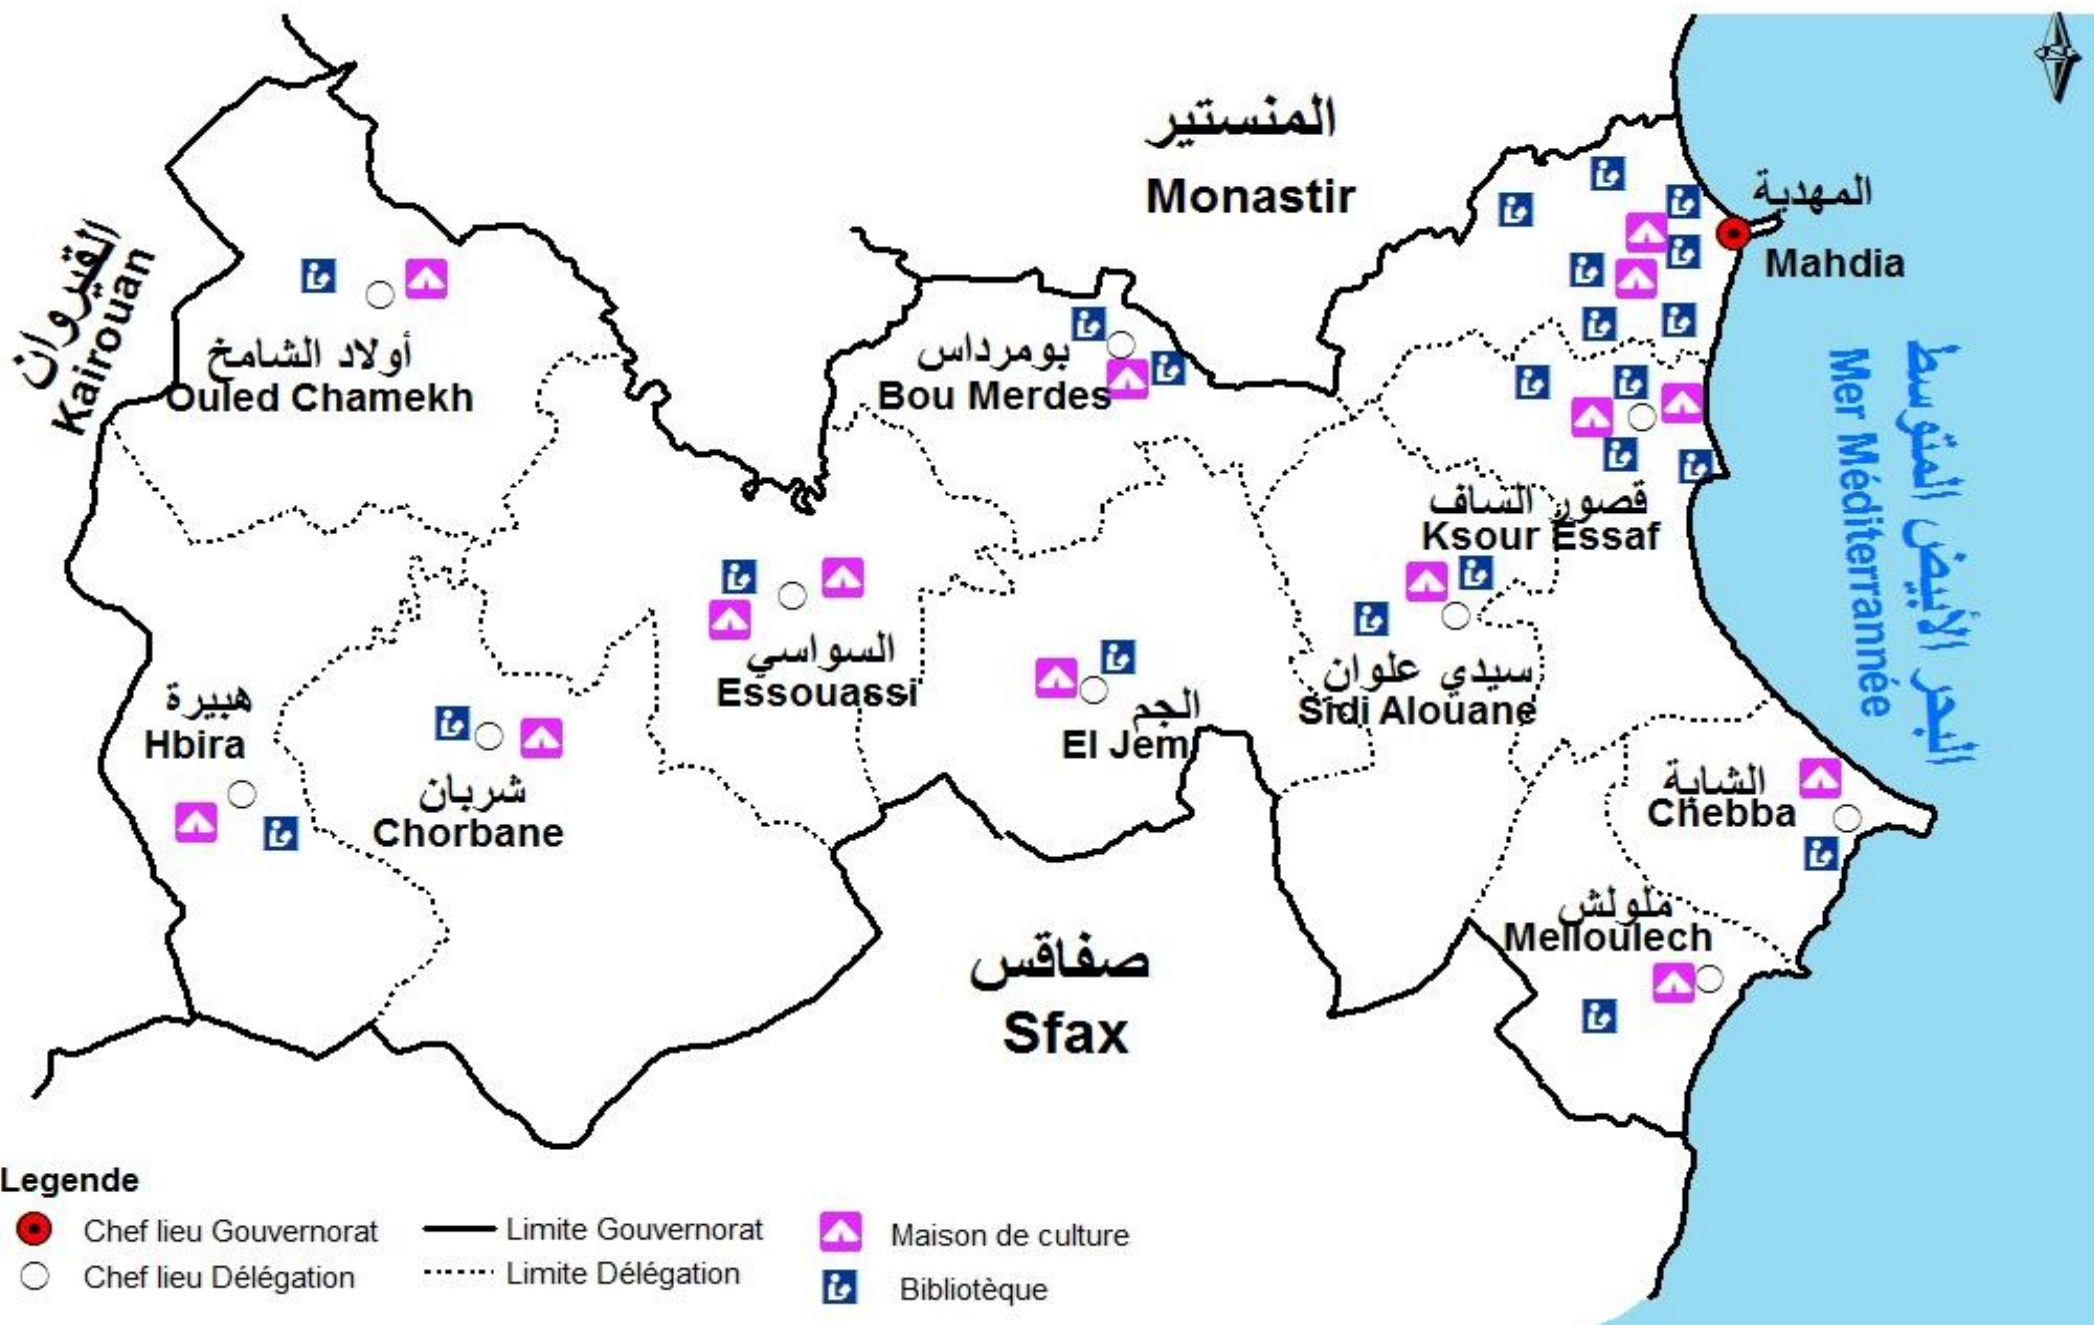 المنستير
Monastir
المهدية
Mahdia
القيروان
Kairouan
أولاد الشامخ
Ouled Chamekh
بومرداس
Bou Merdes
البحر الأبيض المتوسط
Mer Méditerrannée
قصور الساف
Ksour Essaf
السواسي
Essouassi
سيدي علوان
Sidi Alouane
هبيرة
Hbira
الجم
El Jem
شربان
Chorbane
الشابة
Chebba
ملولش
Melloulech
صفاقس
Sfax
Legende
Chef lieu Gouvernorat
Limite Gouvernorat
Maison de culture
Chef lieu Délégation
Limite Délégation
Bibliotèque